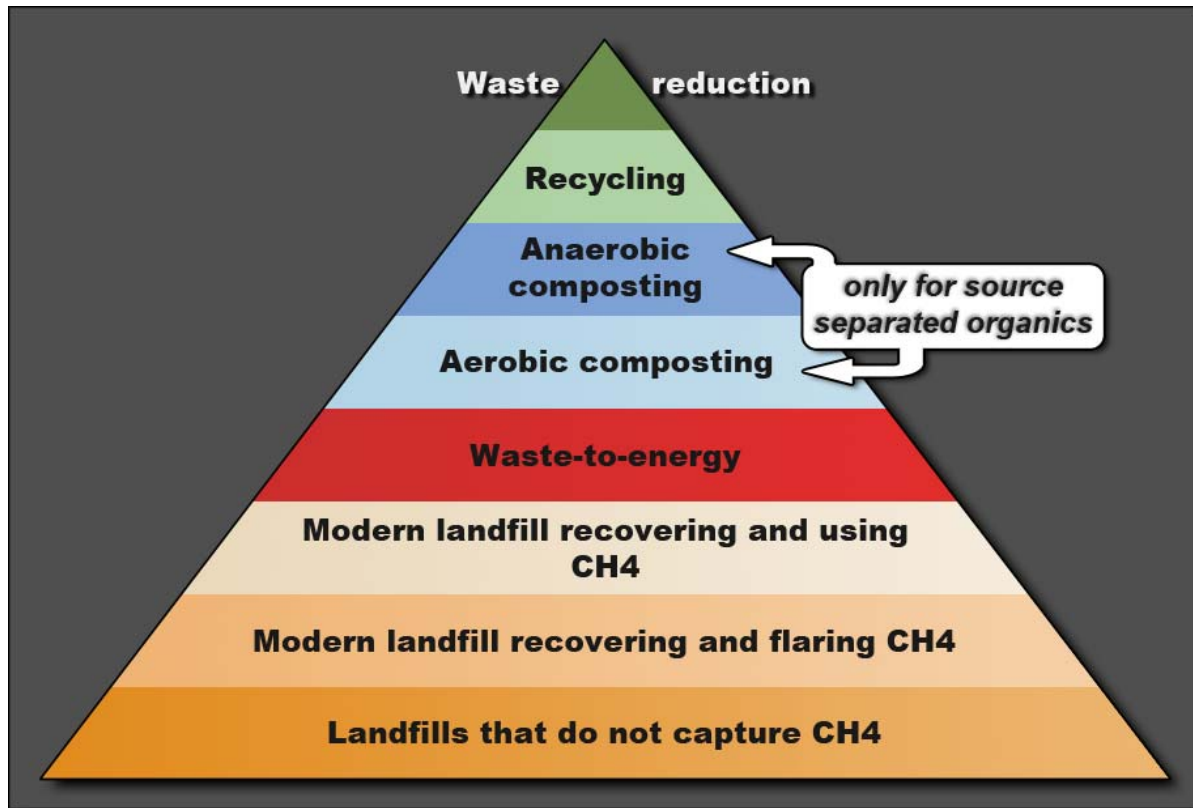 Waste reduction
Recycling
Anaerobic
composting
only for source
separated organics
Aerobic composting
Waste-to-energy
Modern landfill recovering and using
CH4
Modern landfill recovering and flaring CH4
Landfills that do not capture CH4